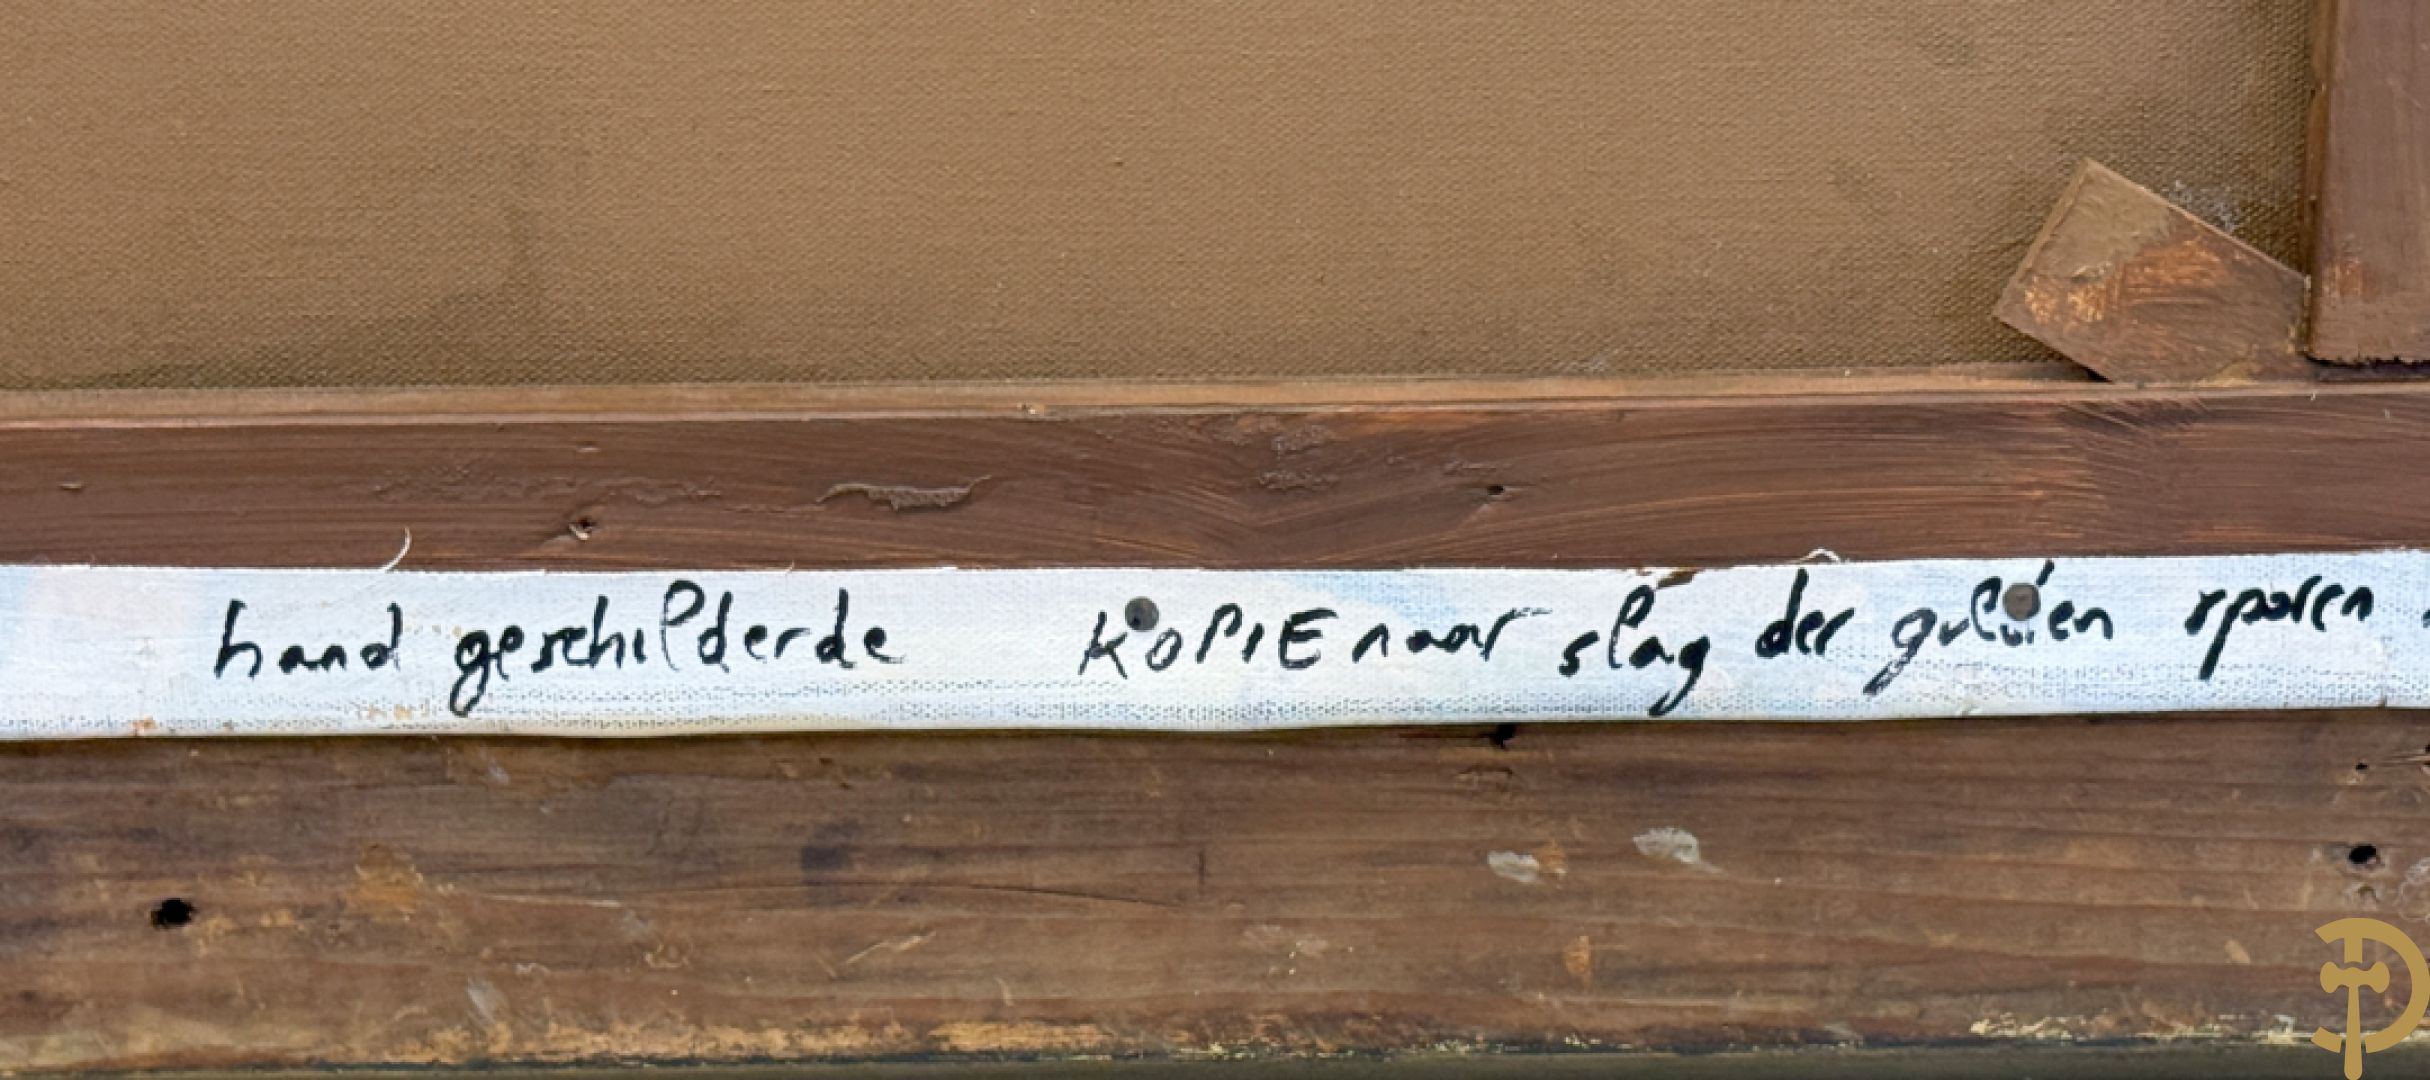 hand geschilderde KOPIE naar slag der gulden sporen